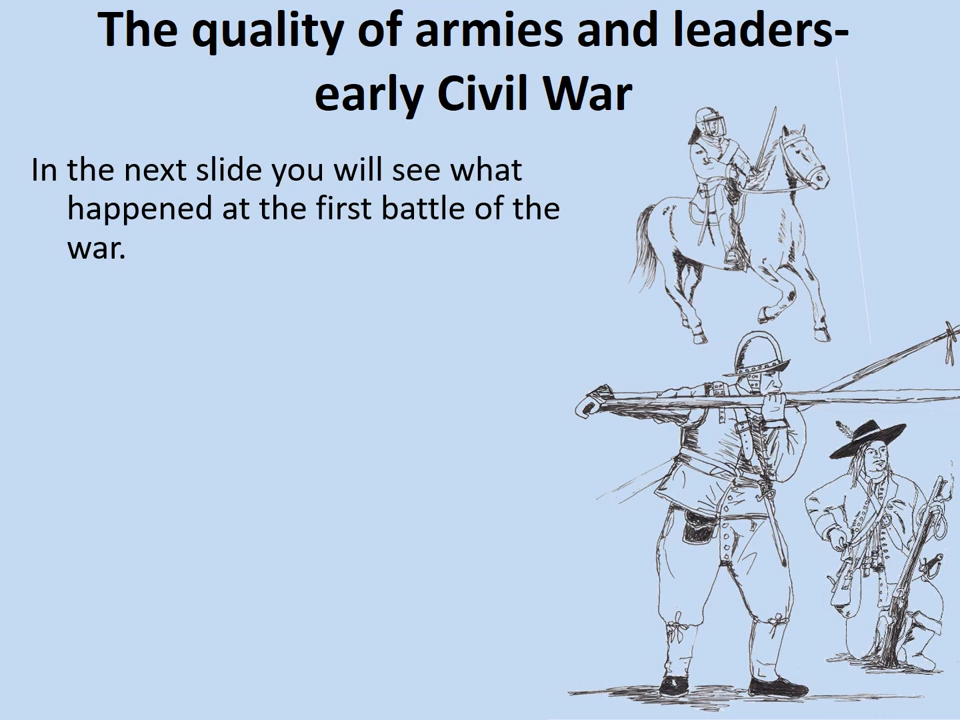 The quality of armies and leaders-
early Civil War
In the next slide you will see what
happened at the first battle of the
war.